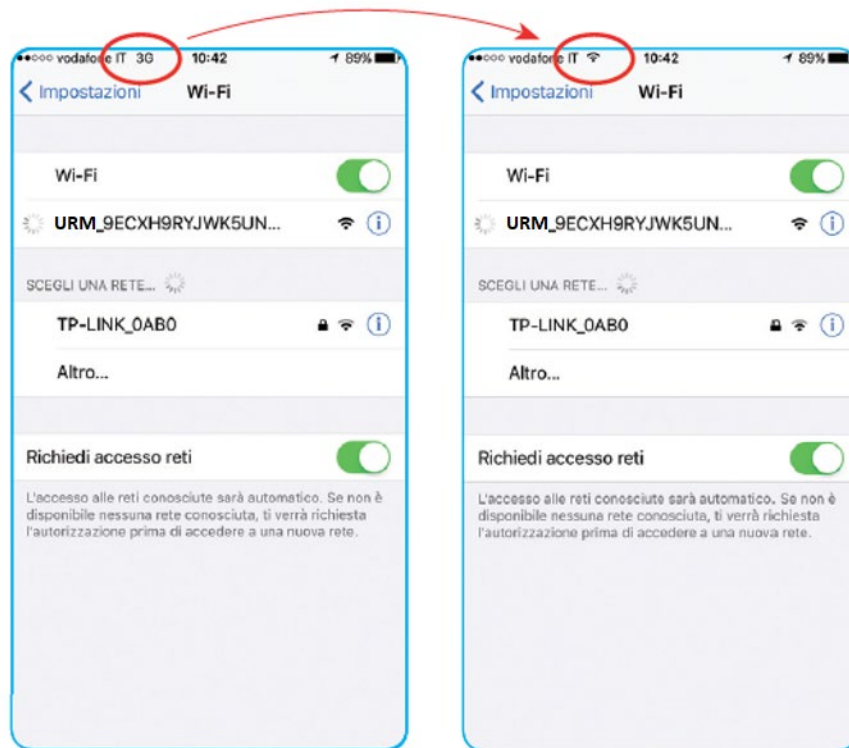 vodafone IT 3G 10:42 89%
Impostazioni Wi-Fi
Wi-Fi
URM_9ECXH9RYJWK5UN...
SCEGLI UNA RETE...
TP-LINK_0AB0
Altro...
Richiedi accesso reti
L'accesso alle reti conosciute sarà automatico. Se non è
disponibile nessuna rete conosciuta, ti verrà richiesta
l'autorizzazione prima di accedere a una nuova rete.
vodafone IT 10:42 89%
Impostazioni Wi-Fi
Wi-Fi
URM_9ECXH9RYJWK5UN...
SCEGLI UNA RETE...
TP-LINK_0AB0
Altro...
Richiedi accesso reti
L'accesso alle reti conosciute sarà automatico. Se non è
disponibile nessuna rete conosciuta, ti verrà richiesta
l'autorizzazione prima di accedere a una nuova rete.